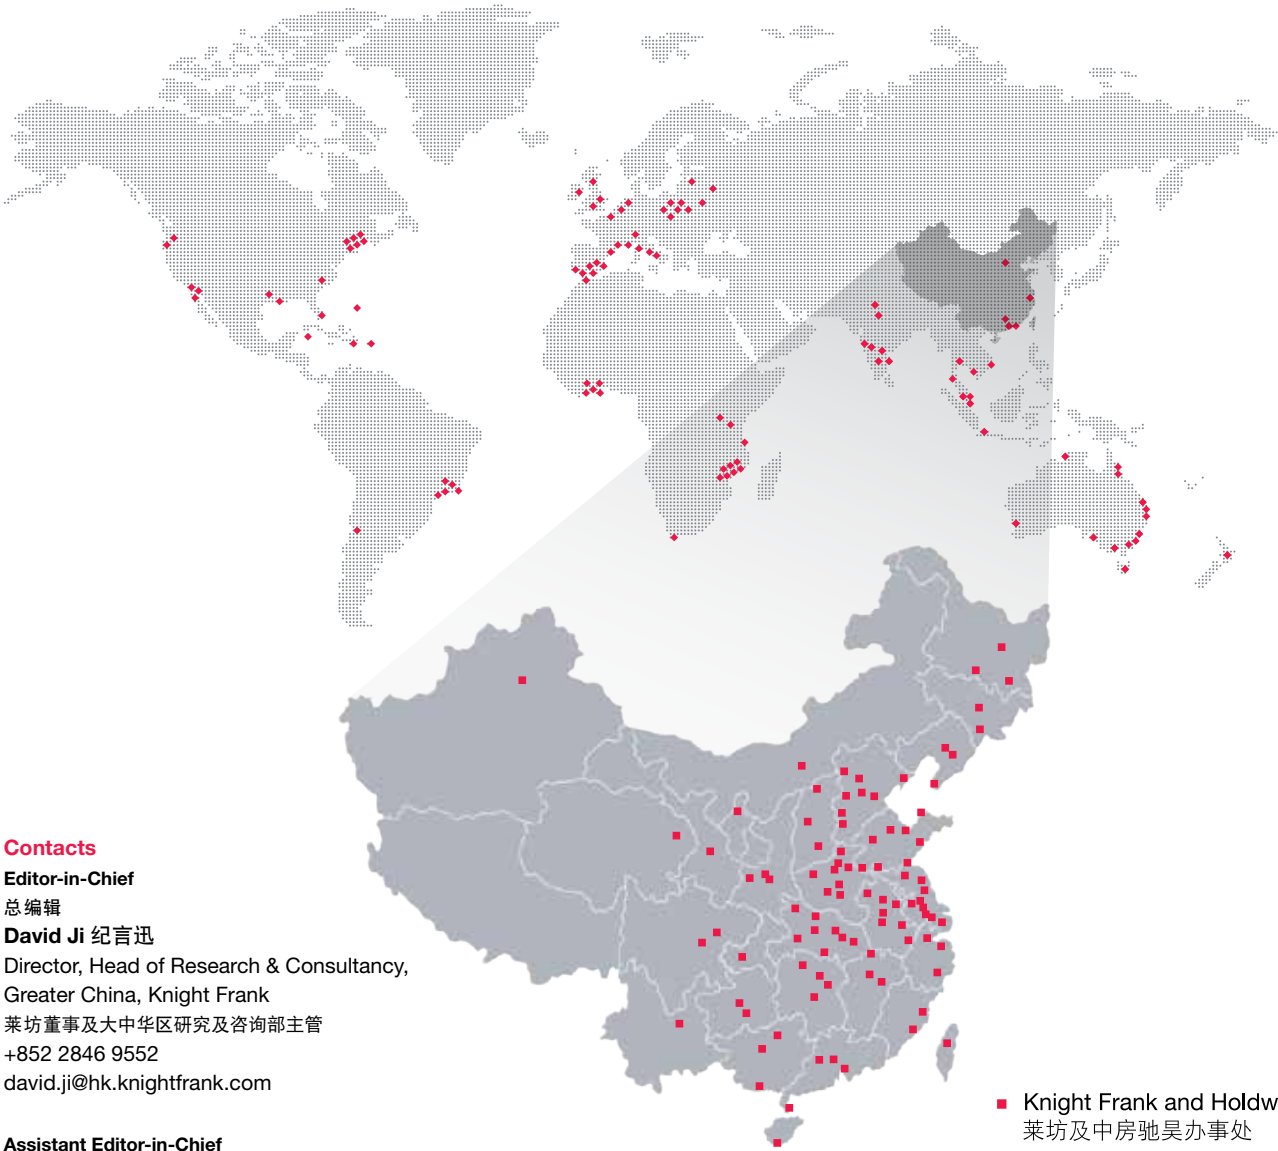 Contacts
Editor-in-Chief
总编辑
David Ji 纪言迅
Director, Head of Research & Consultancy,
Greater China, Knight Frank
莱坊董事及大中华区研究及咨询部主管
+852 2846 9552
david.ji@hk.knightfrank.com
Assistant Editor-in-Chief
Knight Frank and Holdw
莱坊及中房驰昊办事处